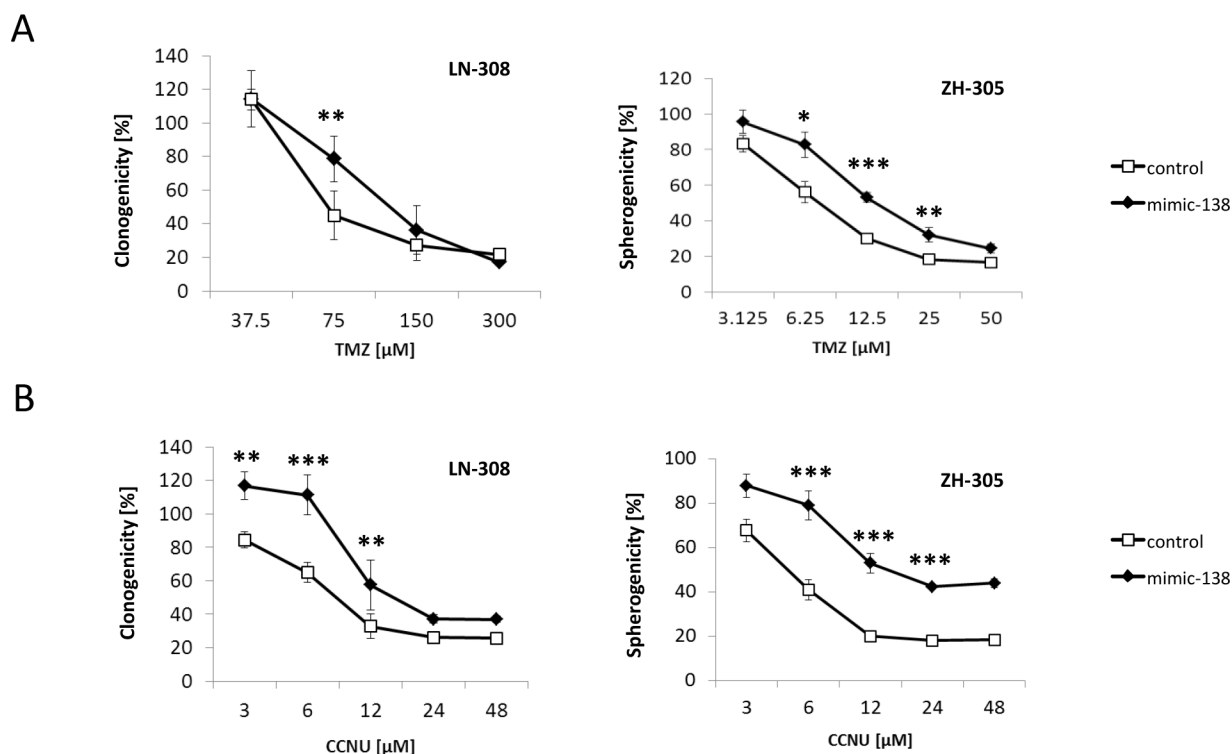 A
LN-308
Clonogenicity [%]
140
120
100
80
60
40
20
0
**
37.5 75 150 300
TMZ [µM]
ZH-305
Spherogenicity [%]
120
100
80
60
40
20
0
*
***
**
3.125 6.25 12.5 25 50
TMZ [µM]
control
mimic-138
B
LN-308
Clonogenicity [%]
140
120
100
80
60
40
20
0
** ***
**
3 6 12 24 48
CCNU [µM]
ZH-305
Spherogenicity [%]
100
80
60
40
20
0
***
***
***
3 6 12 24 48
CCNU [µM]
control
mimic-138